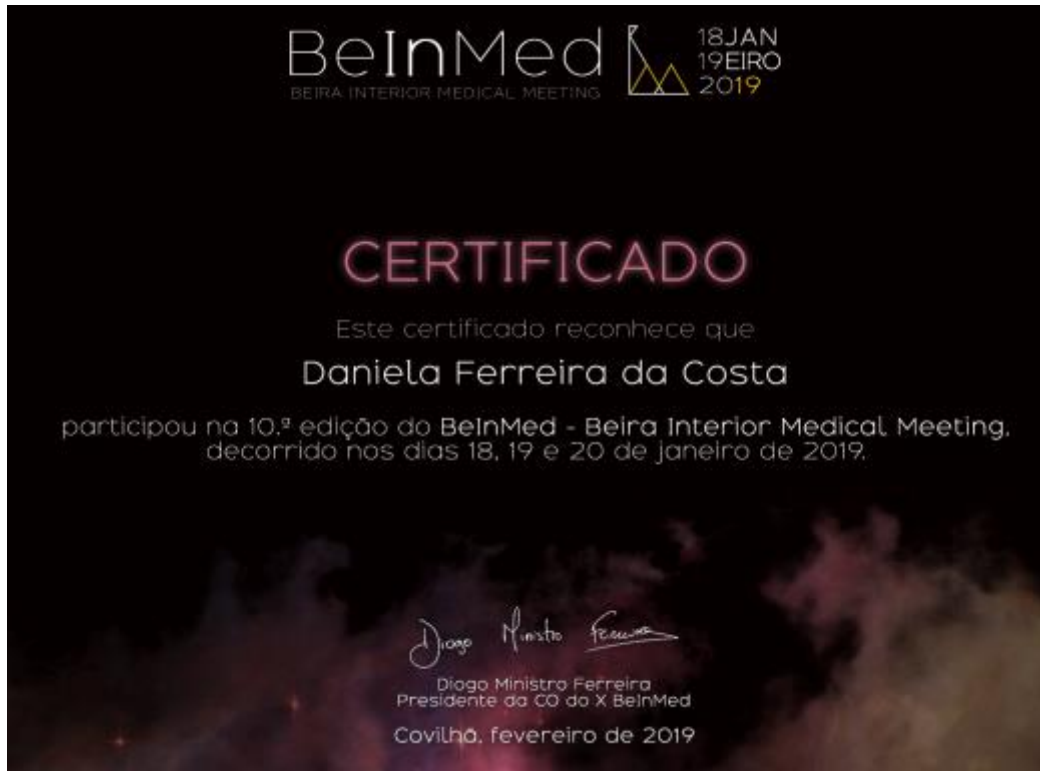 BeInMed
BEIRA INTERIOR MEDICAL MEETING
18JAN
19EIRO
2019
CERTIFICADO
Este certificado reconhece que
Daniela Ferreira da Costa
participou na 10.ª edição do BeInMed - Beira Interior Medical Meeting,
decorrido nos dias 18, 19 e 20 de janeiro de 2019.
Diogo Ministro Ferreira
Diogo Ministro Ferreira
Presidente da CO do X BeInMed
Covilhã, fevereiro de 2019